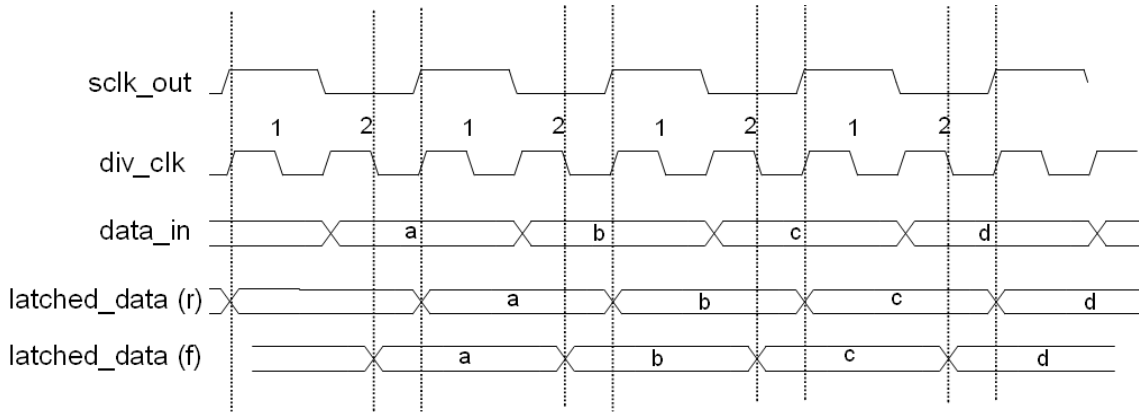 sclk_out
1 2 1 2 1 2 1 2
div_clk
data_in a b c d
latched_data (r) a b c d
latched_data (f) a b c d